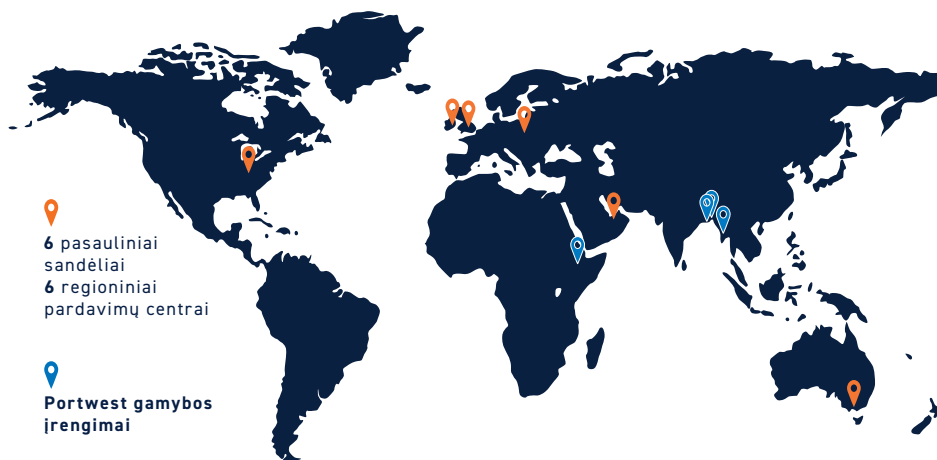 6 pasauliniai
sandėliai
6 regioniniai
pardavimų centrai
Portwest gamybos
įrengimai